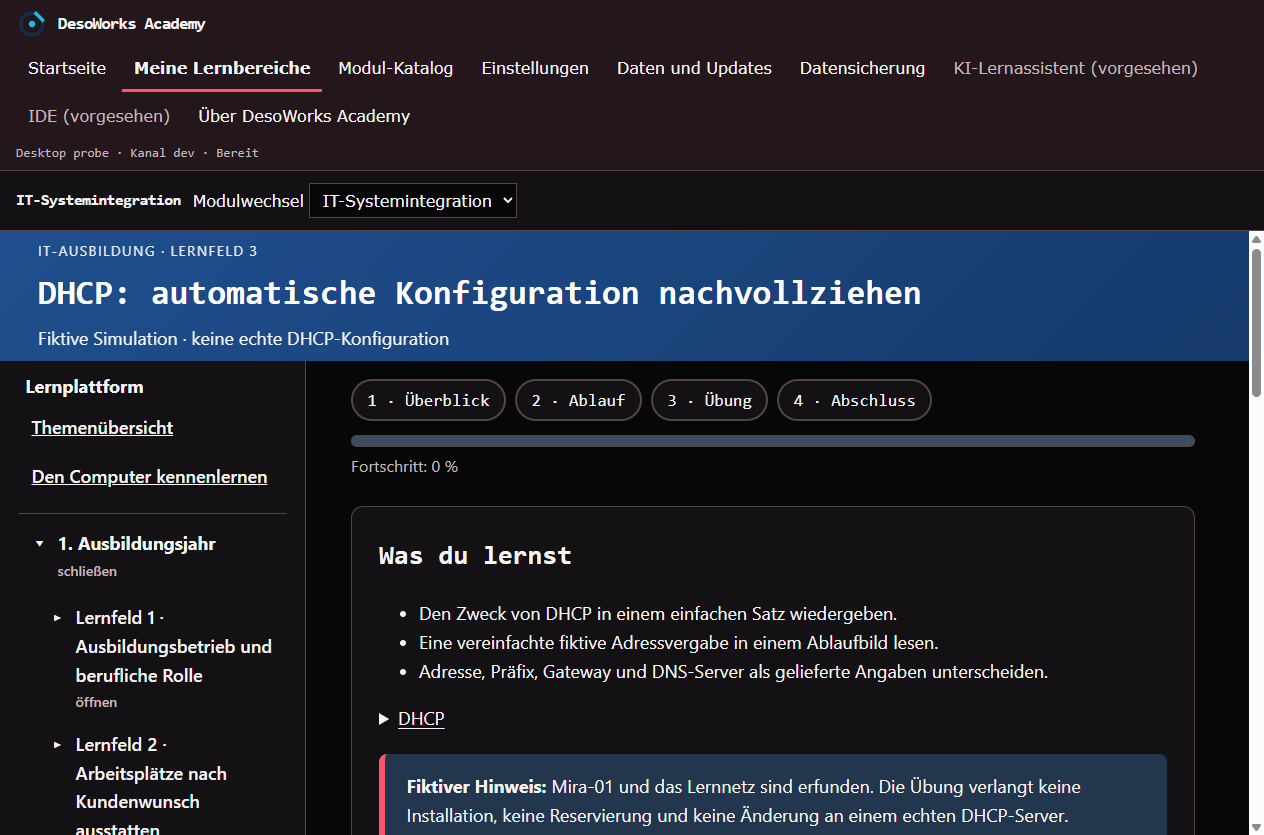 DesoWorks Academy
Startseite Meine Lernbereiche Modul-Katalog Einstellungen Daten und Updates Datensicherung KI-Lernassistent (vorgesehen)
IDE (vorgesehen) Über DesoWorks Academy
Desktop probe · Kanal dev · Bereit
IT-Systemintegration Modulwechsel IT-Systemintegration
IT-AUSBILDUNG · LERNFELD 3
DHCP: automatische Konfiguration nachvollziehen
Fiktive Simulation · keine echte DHCP-Konfiguration
Lernplattform
Themenübersicht
Den Computer kennenlernen
1. Ausbildungsjahr
schließen
Lernfeld 1 ·
Ausbildungsbetrieb und
berufliche Rolle
öffnen
Lernfeld 2 ·
Arbeitsplätze nach
Kundenwunsch
ausstatten
1 · Überblick
2 · Ablauf
3 · Übung
4 · Abschluss
Fortschritt: 0 %
Was du lernst
• Den Zweck von DHCP in einem einfachen Satz wiedergeben.
• Eine vereinfachte fiktive Adressvergabe in einem Ablaufbild lesen.
• Adresse, Präfix, Gateway und DNS-Server als gelieferte Angaben unterscheiden.
DHCP
Fiktiver Hinweis: Mira-01 und das Lernnetz sind erfunden. Die Übung verlangt keine
Installation, keine Reservierung und keine Änderung an einem echten DHCP-Server.